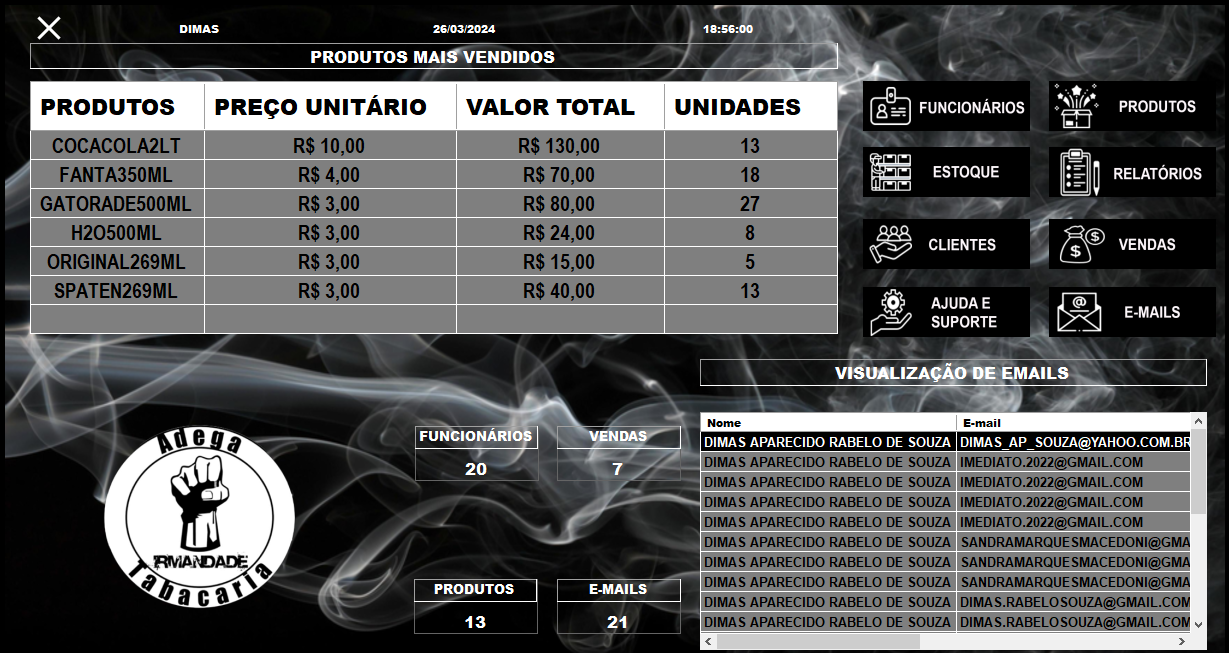 DIMAS 26/03/2024 18:56:00
PRODUTOS MAIS VENDIDOS
PRODUTOS PREÇO UNITÁRIO VALOR TOTAL UNIDADES
COCACOLA2LT R$ 10,00 R$ 130,00 13
FANTA350ML R$ 4,00 R$ 70,00 18
GATORADE500ML R$ 3,00 R$ 80,00 27
H2O500ML R$ 3,00 R$ 24,00 8
ORIGINAL269ML R$ 3,00 R$ 15,00 5
SPATEN269ML R$ 3,00 R$ 40,00 13
FUNCIONÁRIOS PRODUTOS
ESTOQUE RELATÓRIOS
CLIENTES VENDAS
AJUDA E
SUPORTE
E-MAILS
Adega
IRMANDADE
Tabacaria
FUNCIONÁRIOS VENDAS
20 7
PRODUTOS E-MAILS
13 21
VISUALIZAÇÃO DE EMAILS
Nome E-mail
DIMAS APARECIDO RABELO DE SOUZA DIMAS_AP_SOUZA@YAHOO.COM.BR
DIMAS APARECIDO RABELO DE SOUZA IMEDIATO.2022@GMAIL.COM
DIMAS APARECIDO RABELO DE SOUZA IMEDIATO.2022@GMAIL.COM
DIMAS APARECIDO RABELO DE SOUZA IMEDIATO.2022@GMAIL.COM
DIMAS APARECIDO RABELO DE SOUZA IMEDIATO.2022@GMAIL.COM
DIMAS APARECIDO RABELO DE SOUZA SANDRAMARQUESMACEDONI@GMA
DIMAS APARECIDO RABELO DE SOUZA SANDRAMARQUESMACEDONI@GMA
DIMAS APARECIDO RABELO DE SOUZA SANDRAMARQUESMACEDONI@GMA
DIMAS APARECIDO RABELO DE SOUZA DIMAS.RABELOSOUZA@GMAIL.COM
DIMAS APARECIDO RABELO DE SOUZA DIMAS.RABELOSOUZA@GMAIL.COM